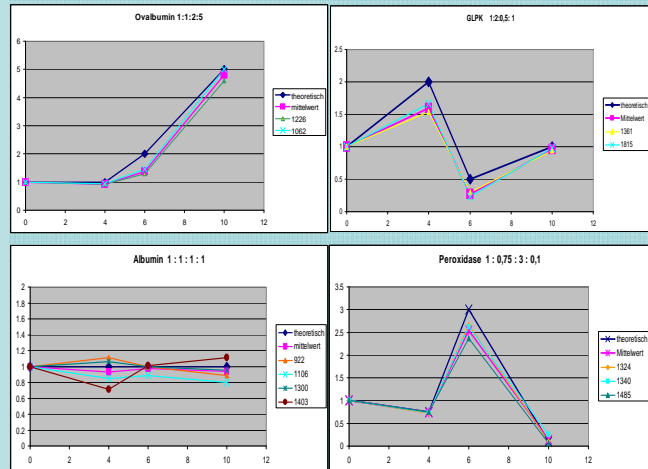 Ovalbumin 1:1:2:5
6
5
4
3
2
1
0
0 2 4 6 8 10 12
theoretisch
mittelwert
1226
1062
GLPK 1:2:0,5: 1
2.5
2
1.5
1
0.5
0
0 2 4 6 8 10 12
theoretisch
Mittelwert
1361
1815
Albumin 1 : 1 : 1 : 1
2
1.8
1.6
1.4
1.2
1.0
0.8
0.6
0.4
0.2
0
0 2 4 6 8 10 12
theoretisch
mittelwert
922
1106
1300
1403
Peroxidase 1 : 0,75 : 3 : 0,1
3.5
3
2.5
2
1.5
1
0.5
0
0 2 4 6 8 10 12
theoretisch
Mittelwert
1324
1340
1485